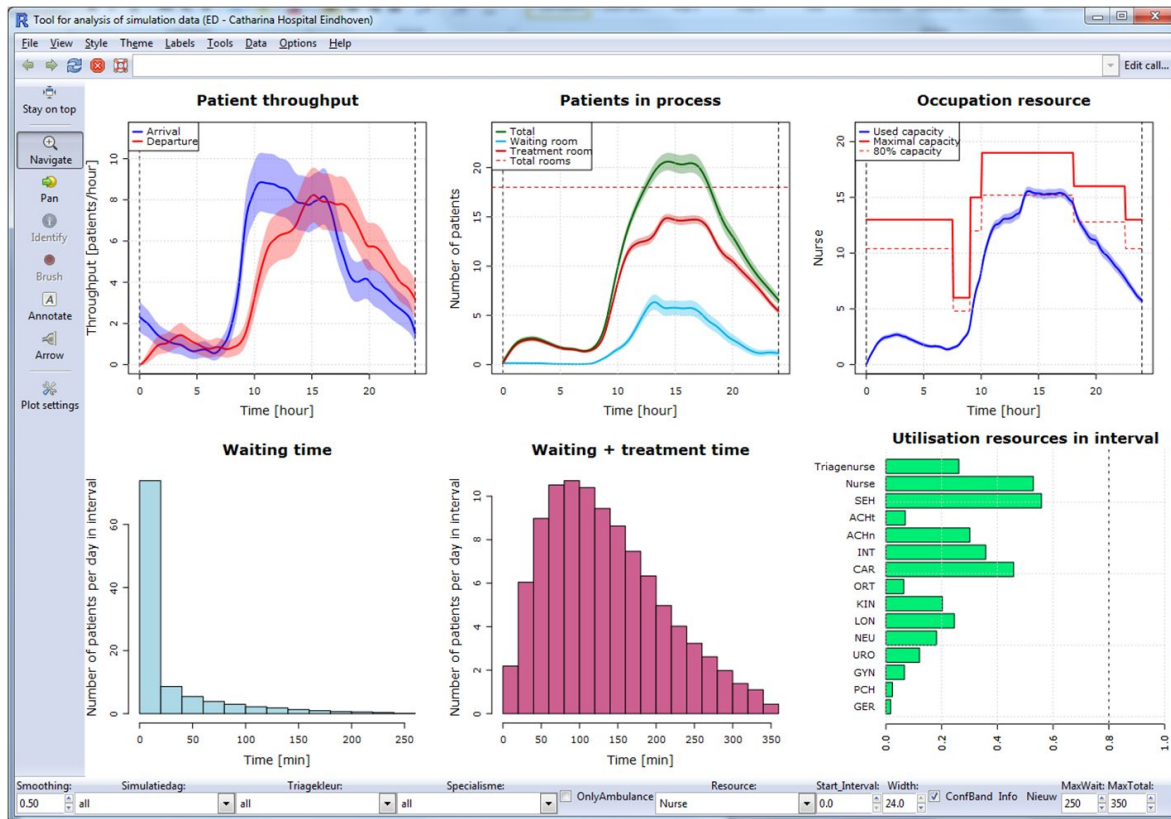 Tool for analysis of simulation data (ED - Catharina Hospital Eindhoven)
File View Style Theme Labels Tools Data Options Help
Edit call...
Stay on top
Navigate
Pan
Identify
Brush
Annotate
Arrow
Plot settings
Patient throughput
Arrival
Departure
Throughput [patients/hour]
0 2 4 6 8 10
0 5 10 15 20
Time [hour]
Patients in process
Total
Waiting room
Treatment room
Total rooms
Number of patients
0 5 10 15 20
0 5 10 15 20
Time [hour]
Occupation resource
Used capacity
Maximal capacity
80% capacity
Nurse
0 5 10 15 20
0 5 10 15 20
Time [hour]
Waiting time
Number of patients per day in interval
0 20 40 60
0 50 100 150 200 250
Time [min]
Waiting + treatment time
Number of patients per day in interval
0 2 4 6 8 10
0 50 100 150 200 250 300 350
Time [min]
Utilisation resources in interval
Triagenurse
Nurse
SEH
ACHt
ACHn
INT
CAR
ORT
KIN
LON
NEU
URO
GYN
PCH
GER
0.0 0.2 0.4 0.6 0.8 1.0
Smoothing: Simulatiedag: Triagekleur: Specialisme: Resource: Start_Interval: Width: MaxWait: MaxTotal:
0.50 all all all OnlyAmbulance Nurse 0.0 24.0 ConfBand Info Nieuw 250 350